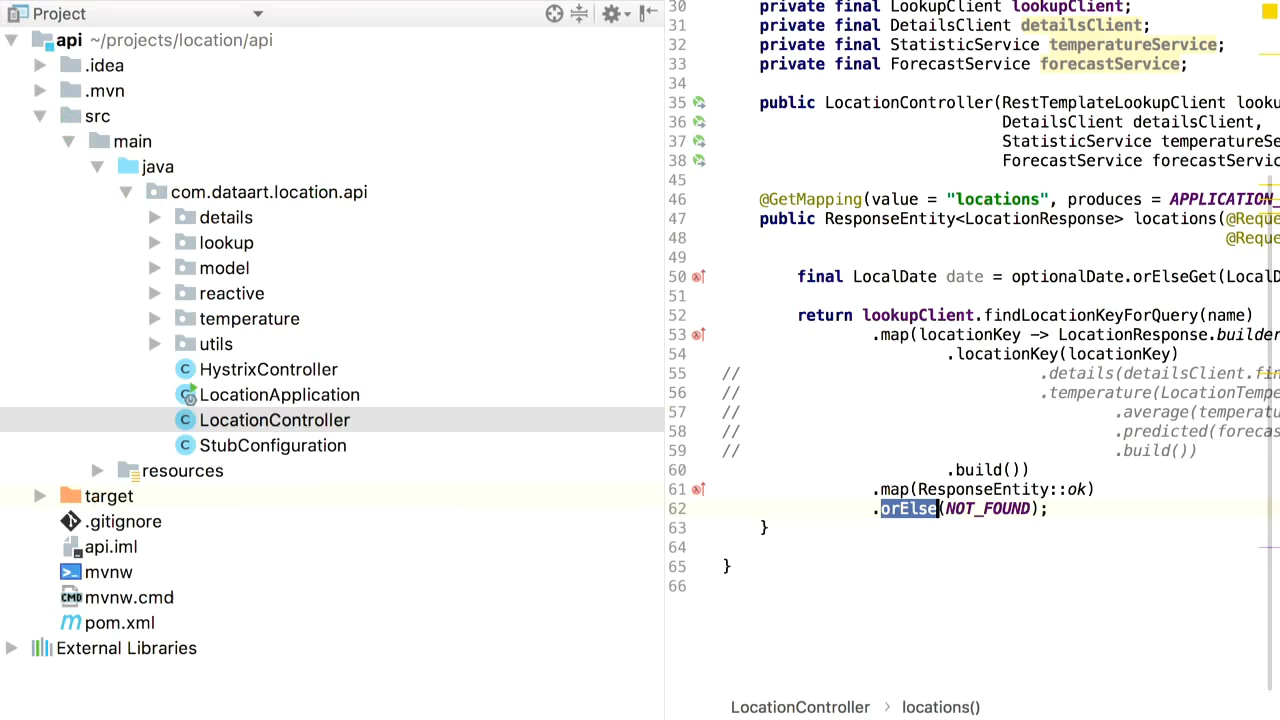 Project
api ~/projects/location/api
.idea
.mvn
src
main
java
com.dataart.location.api
details
lookup
model
reactive
temperature
utils
HystrixController
LocationApplication
LocationController
StubConfiguration
resources
target
.gitignore
api.iml
mvnw
mvnw.cmd
pom.xml
External Libraries
30 private final LookupClient lookupClient;
31 private final DetailsClient detailsClient;
32 private final StatisticService temperatureService;
33 private final ForecastService forecastService;
34
35 public LocationController(RestTemplateLookupClient looku
36 DetailsClient detailsClient,
37 StatisticService temperatureSe
38 ForecastService forecastServic
45
46 @GetMapping(value = "locations", produces = APPLICATION_
47 public ResponseEntity<LocationResponse> locations(@Reque
48 @Reque
49
50 final LocalDate date = optionalDate.orElseGet(LocalD
51
52 return lookupClient.findLocationKeyForQuery(name)
53 .map(locationKey -> LocationResponse.builder
54 .locationKey(locationKey)
55 // .details(detailsClient.fin
56 // .temperature(LocationTempe
57 // .average(temperatu
58 // .predicted(foreca
59 // .build())
60 .build())
61 .map(ResponseEntity::ok)
62 .orElse(NOT_FOUND);
63 }
64
65 }
66
LocationController > locations()